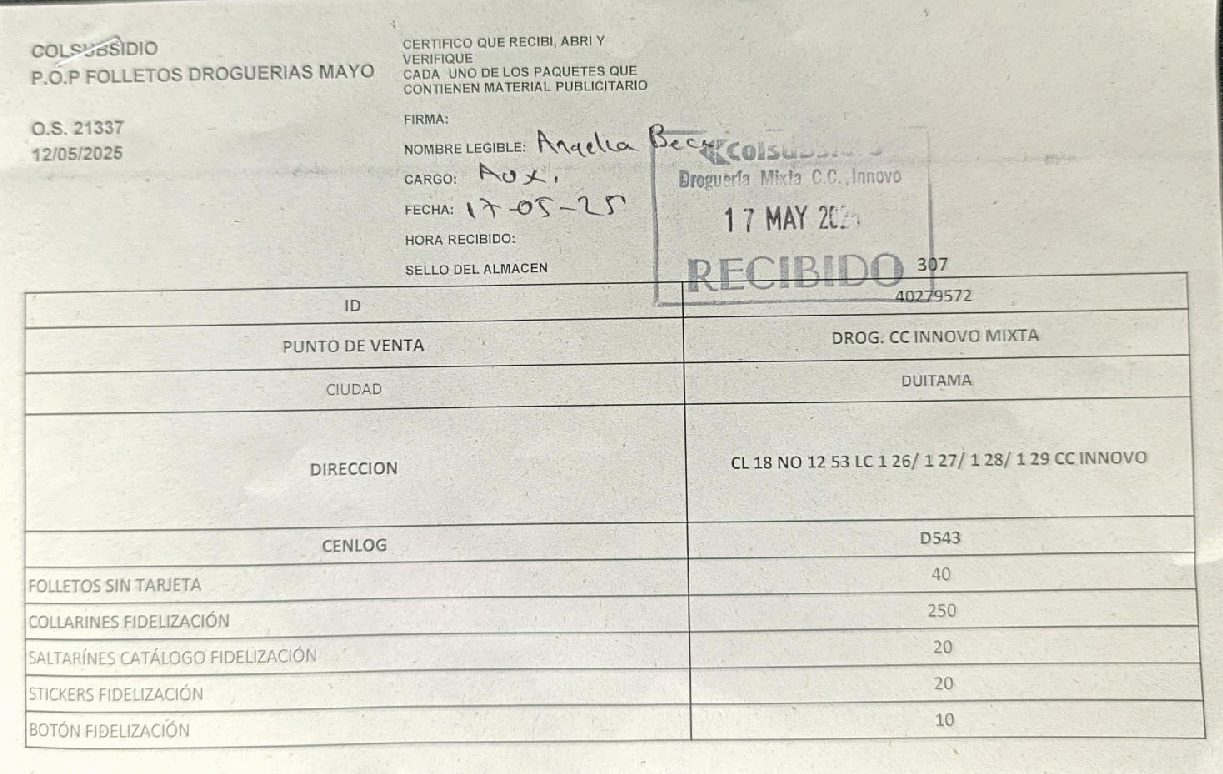 COLSUBSIDIO
P.O.P FOLLETOS DROGUERIAS MAYO
O.S. 21337
12/05/2025
CERTIFICO QUE RECIBI, ABRI Y
VERIFIQUE
CADA UNO DE LOS PAQUETES QUE
CONTIENEN MATERIAL PUBLICITARIO
FIRMA:
NOMBRE LEGIBLE: Angelia
CARGO: Aux.
FECHA: 17-05-25
HORA RECIBIDO:
SELLO DEL ALMACEN
Colsubsidio
Droguería Mixta C.C. Innovo
17 MAY
RECIBIDO
307
ID 40279572
PUNTO DE VENTA DROG. CC INNOVO MIXTA
CIUDAD DUITAMA
DIRECCION CL 18 NO 12 53 LC 1 26/ 1 27/ 1 28/ 1 29 CC INNOVO
CENLOG D543
FOLLETOS SIN TARJETA 40
COLLARINES FIDELIZACIÓN 250
SALTARÍNES CATÁLOGO FIDELIZACIÓN 20
STICKERS FIDELIZACIÓN 20
BOTÓN FIDELIZACIÓN 10